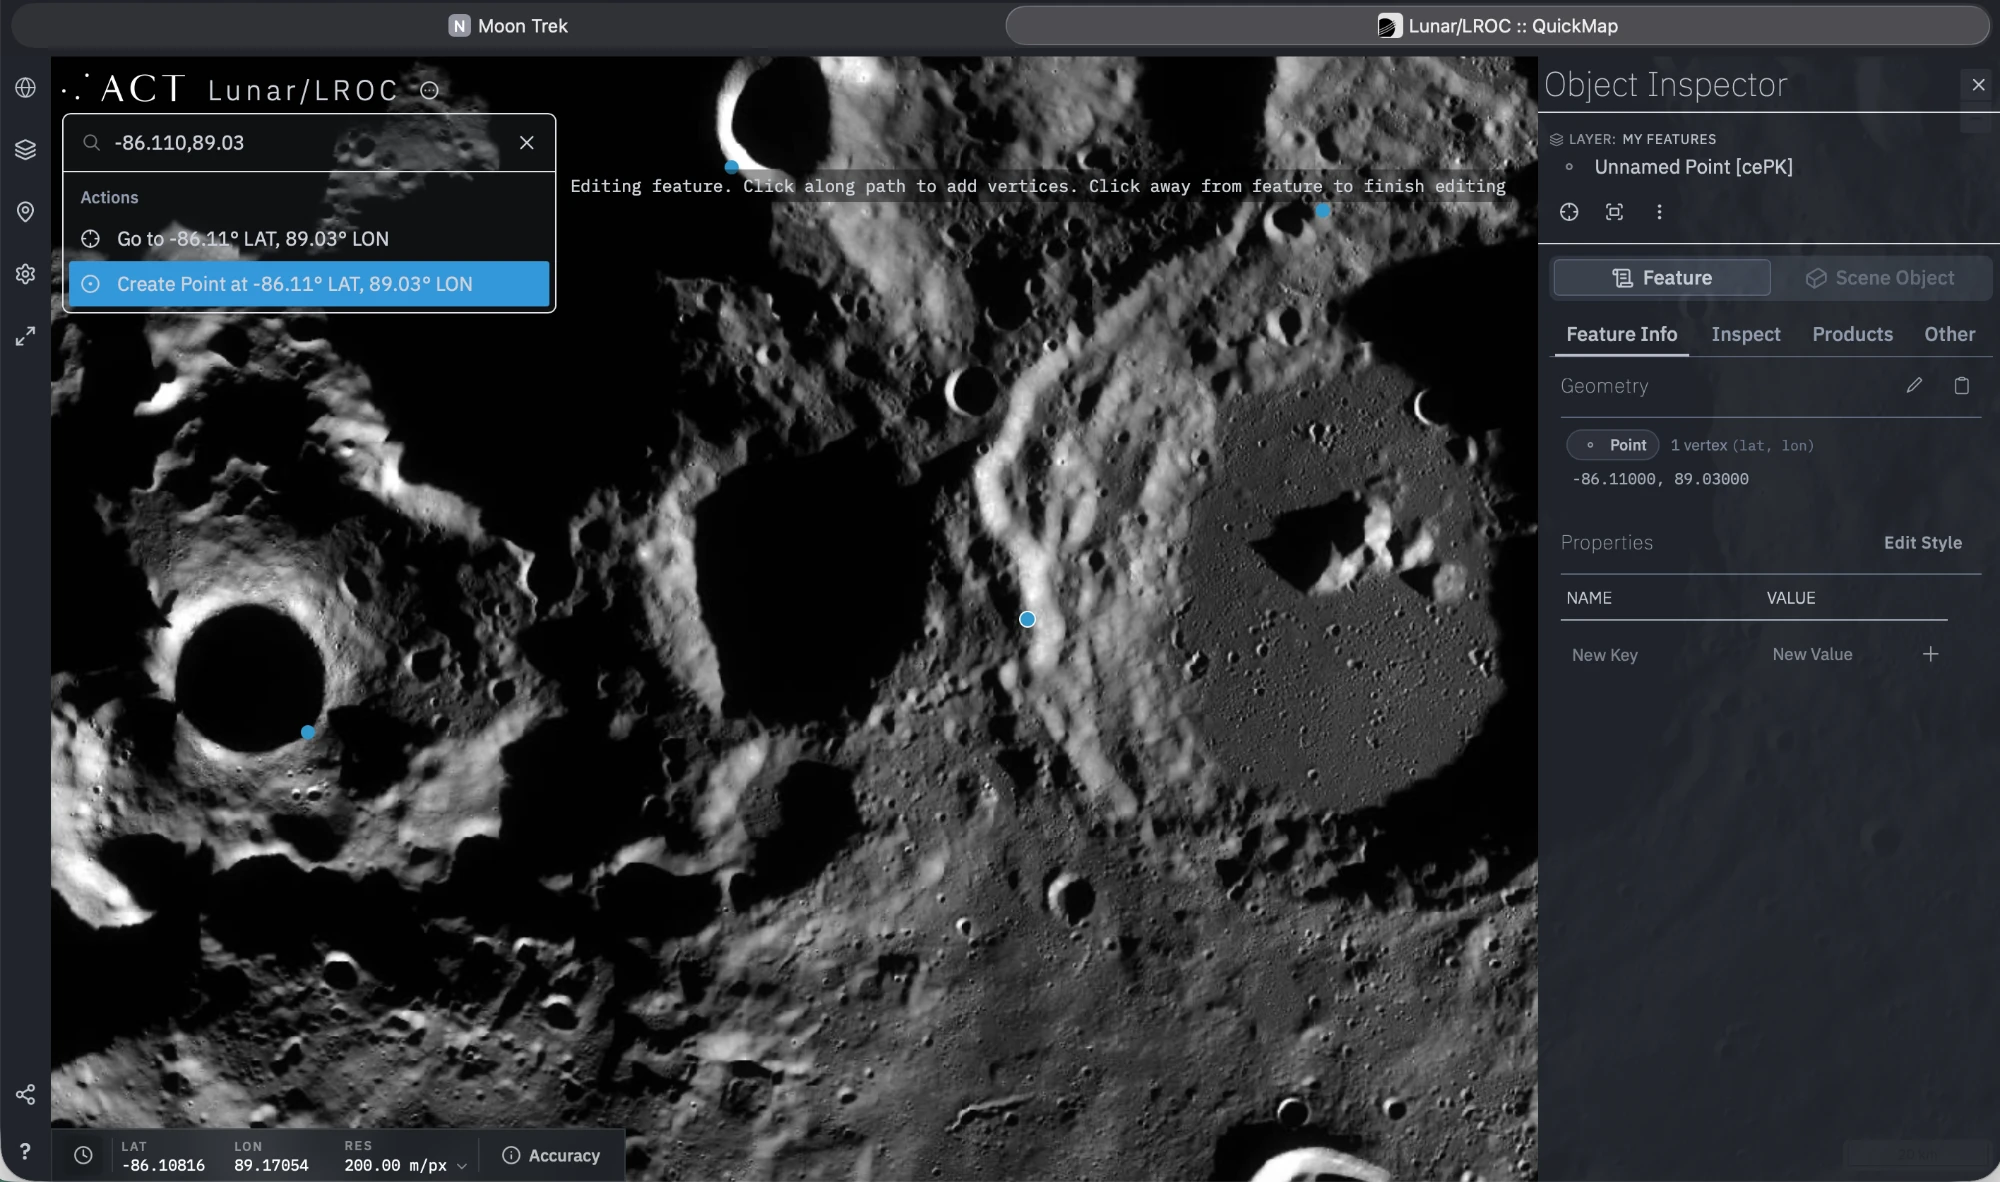 N Moon Trek
Lunar/LROC :: QuickMap
ACT Lunar/LROC
-86.110,89.03
Actions
Go to -86.11° LAT, 89.03° LON
Create Point at -86.11° LAT, 89.03° LON
Editing feature. Click along path to add vertices. Click away from feature to finish editing
Object Inspector
LAYER: MY FEATURES
Unnamed Point [cePK]
Feature
Scene Object
Feature Info
Inspect
Products
Other
Geometry
Point 1 vertex (lat, lon)
-86.11000, 89.03000
Properties
Edit Style
NAME VALUE
New Key New Value
LAT LON RES
-86.10816 89.17054 200.00 m/px
Accuracy
?